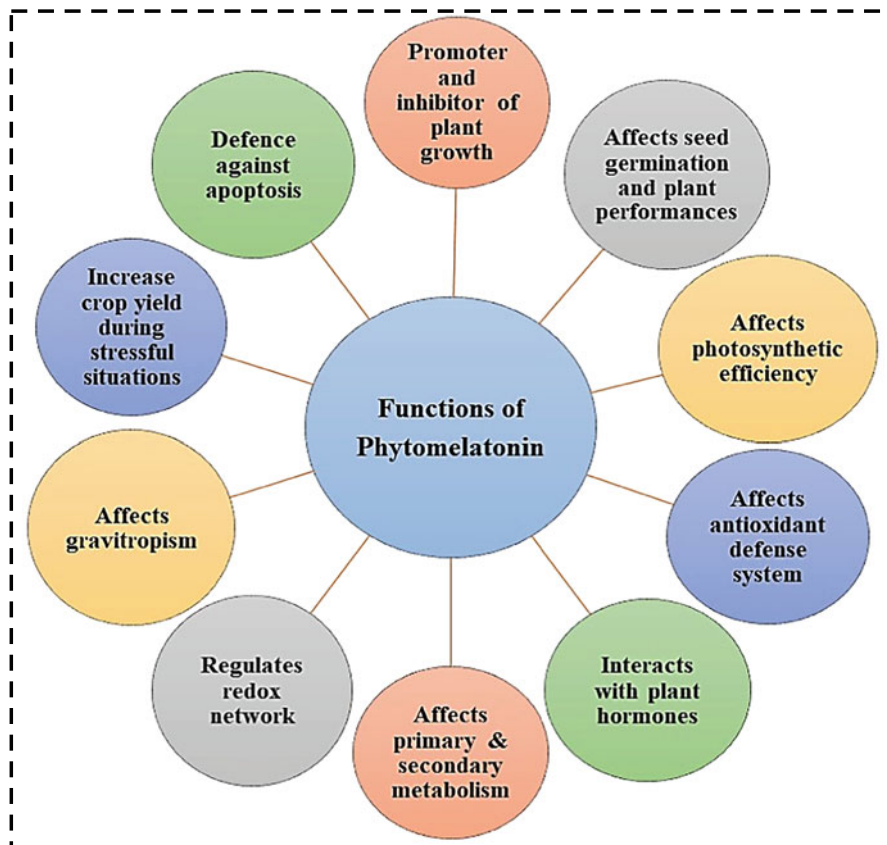 Promoter
and
inhibitor of
plant
growth
Affects seed
germination
and plant
performances
Affects
photosynthetic
efficiency
Affects
antioxidant
defense
system
Interacts
with plant
hormones
Affects
primary &
secondary
metabolism
Regulates
redox
network
Affects
gravitropism
Increase
crop yield
during
stressful
situations
Defence
against
apoptosis
Functions of
Phytomelatonin